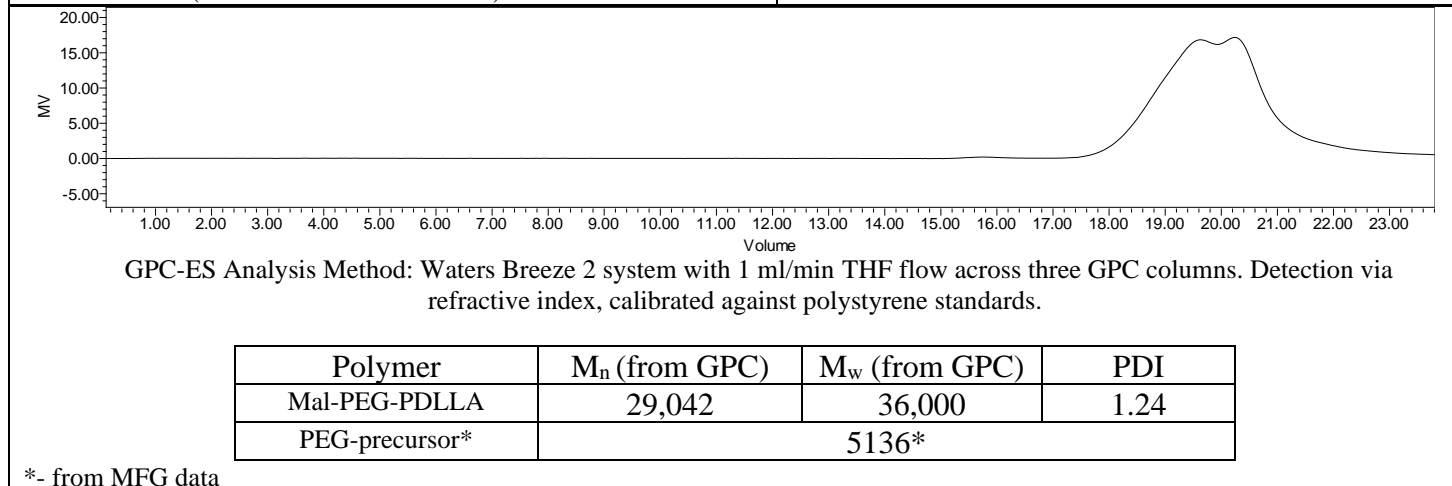 20.00
15.00
10.00
5.00
0.00
-5.00
MV
1.00 2.00 3.00 4.00 5.00 6.00 7.00 8.00 9.00 10.00 11.00 12.00 13.00 14.00 15.00 16.00 17.00 18.00 19.00 20.00 21.00 22.00 23.00
Volume
GPC-ES Analysis Method: Waters Breeze 2 system with 1 ml/min THF flow across three GPC columns. Detection via
refractive index, calibrated against polystyrene standards.
Polymer Mn (from GPC) Mw (from GPC) PDI
Mal-PEG-PDLLA 29,042 36,000 1.24
PEG-precursor* 5136*
*- from MFG data